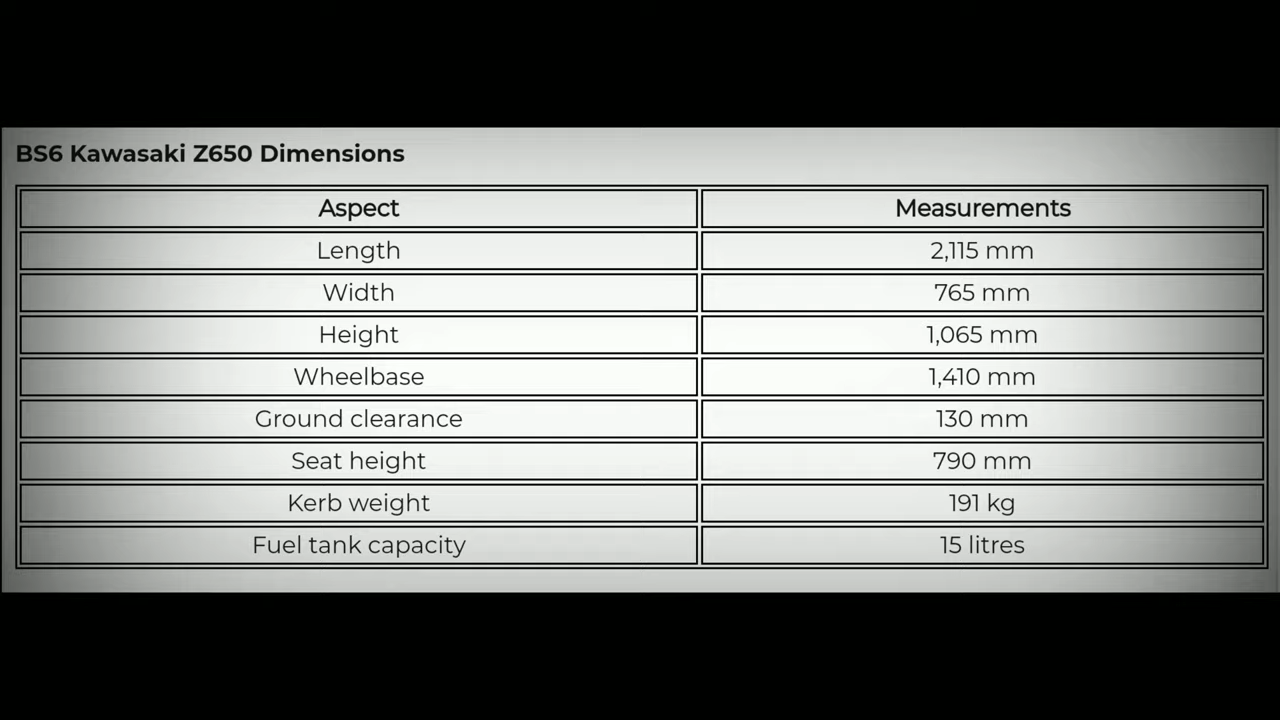 BS6 Kawasaki Z650 Dimensions
Aspect Measurements
Length 2,115 mm
Width 765 mm
Height 1,065 mm
Wheelbase 1,410 mm
Ground clearance 130 mm
Seat height 790 mm
Kerb weight 191 kg
Fuel tank capacity 15 litres